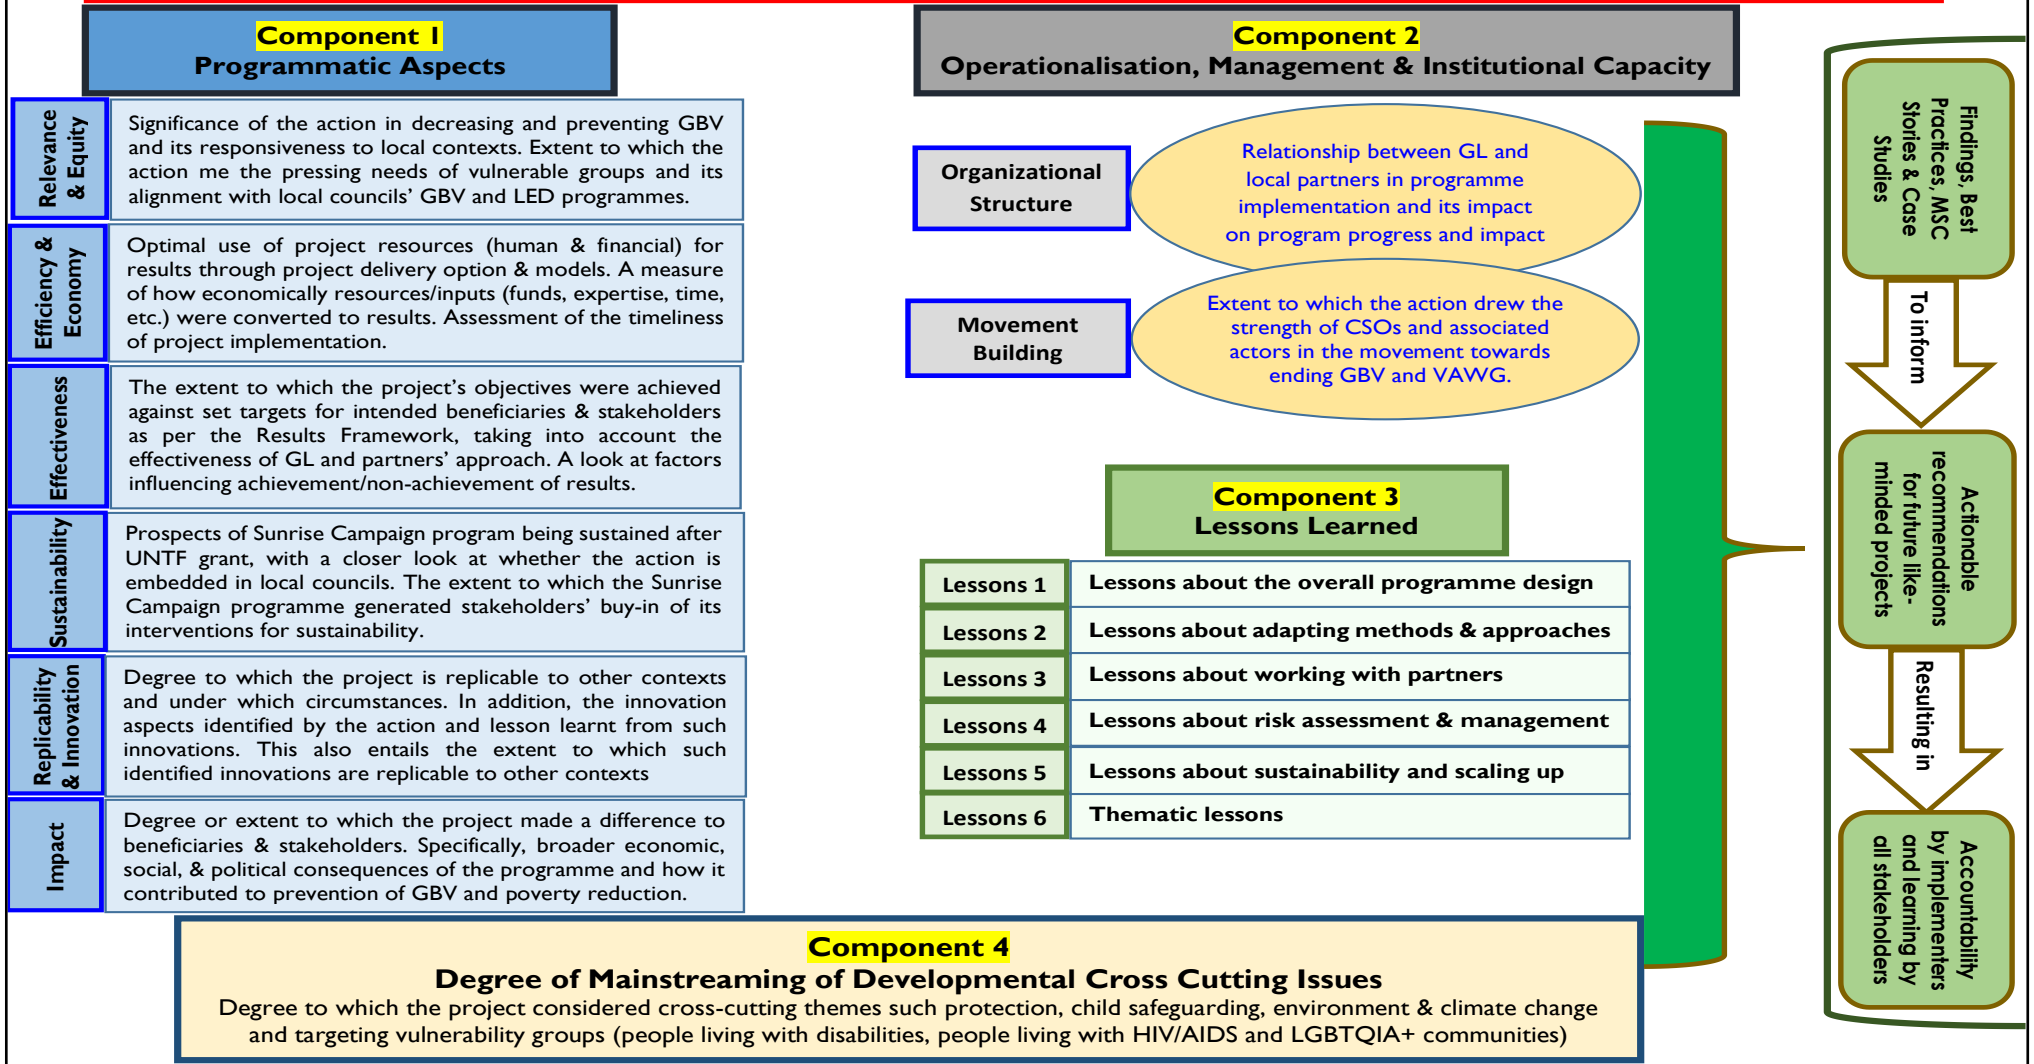 Component 1
Programmatic Aspects
Relevance
& Equity
Significance of the action in decreasing and preventing GBV
and its responsiveness to local contexts. Extent to which the
action me the pressing needs of vulnerable groups and its
alignment with local councils' GBV and LED programmes.
Efficiency &
Economy
Optimal use of project resources (human & financial) for
results through project delivery option & models. A measure
of how economically resources/inputs (funds, expertise, time,
etc.) were converted to results. Assessment of the timeliness
of project implementation.
Effectiveness
The extent to which the project's objectives were achieved
against set targets for intended beneficiaries & stakeholders
as per the Results Framework, taking into account the
effectiveness of GL and partners' approach. A look at factors
influencing achievement/non-achievement of results.
Sustainability
Prospects of Sunrise Campaign program being sustained after
UNTF grant, with a closer look at whether the action is
embedded in local councils. The extent to which the Sunrise
Campaign programme generated stakeholders' buy-in of its
interventions for sustainability.
Replicability
& Innovation
Degree to which the project is replicable to other contexts
and under which circumstances. In addition, the innovation
aspects identified by the action and lesson learnt from such
innovations. This also entails the extent to which such
identified innovations are replicable to other contexts
Impact
Degree or extent to which the project made a difference to
beneficiaries & stakeholders. Specifically, broader economic,
social, & political consequences of the programme and how it
contributed to prevention of GBV and poverty reduction.
Component 2
Operationalisation, Management & Institutional Capacity
Organizational
Structure
Relationship between GL and
local partners in programme
implementation and its impact
on program progress and impact
Movement
Building
Extent to which the action drew the
strength of CSOs and associated
actors in the movement towards
ending GBV and VAWG.
Component 3
Lessons Learned
Lessons 1
Lessons about the overall programme design
Lessons 2
Lessons about adapting methods & approaches
Lessons 3
Lessons about working with partners
Lessons 4
Lessons about risk assessment & management
Lessons 5
Lessons about sustainability and scaling up
Lessons 6
Thematic lessons
Component 4
Degree of Mainstreaming of Developmental Cross Cutting Issues
Degree to which the project considered cross-cutting themes such protection, child safeguarding, environment & climate change
and targeting vulnerability groups (people living with disabilities, people living with HIV/AIDS and LGBTQIA+ communities)
Findings, Best
Practices, MSC
Stories & Case
Studies
To inform
Actionable
recommendations
for future like-
minded projects
Resulting in
Accountability
by implementers
and learning by
all stakeholders